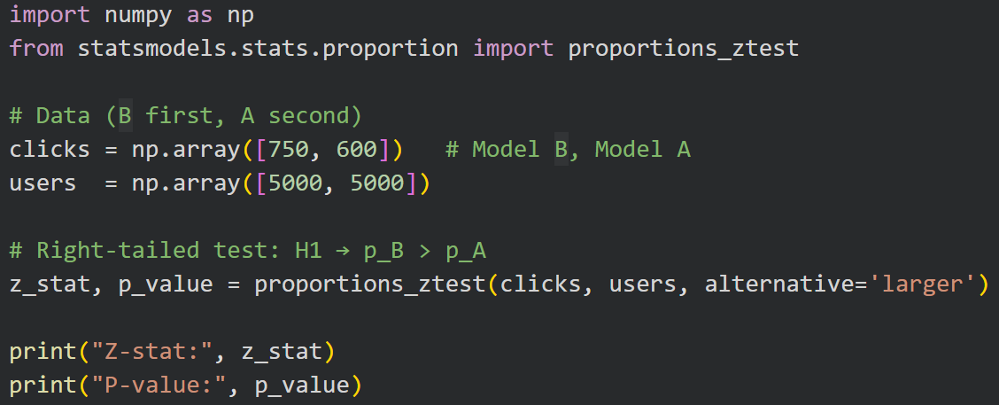 import numpy as np
from statsmodels.stats.proportion import proportions_ztest
# Data (B first, A second)
clicks = np.array([750, 600])   # Model B, Model A
users  = np.array([5000, 5000])
# Right-tailed test: H1 → p_B > p_A
z_stat, p_value = proportions_ztest(clicks, users, alternative='larger')
print("Z-stat:", z_stat)
print("P-value:", p_value)